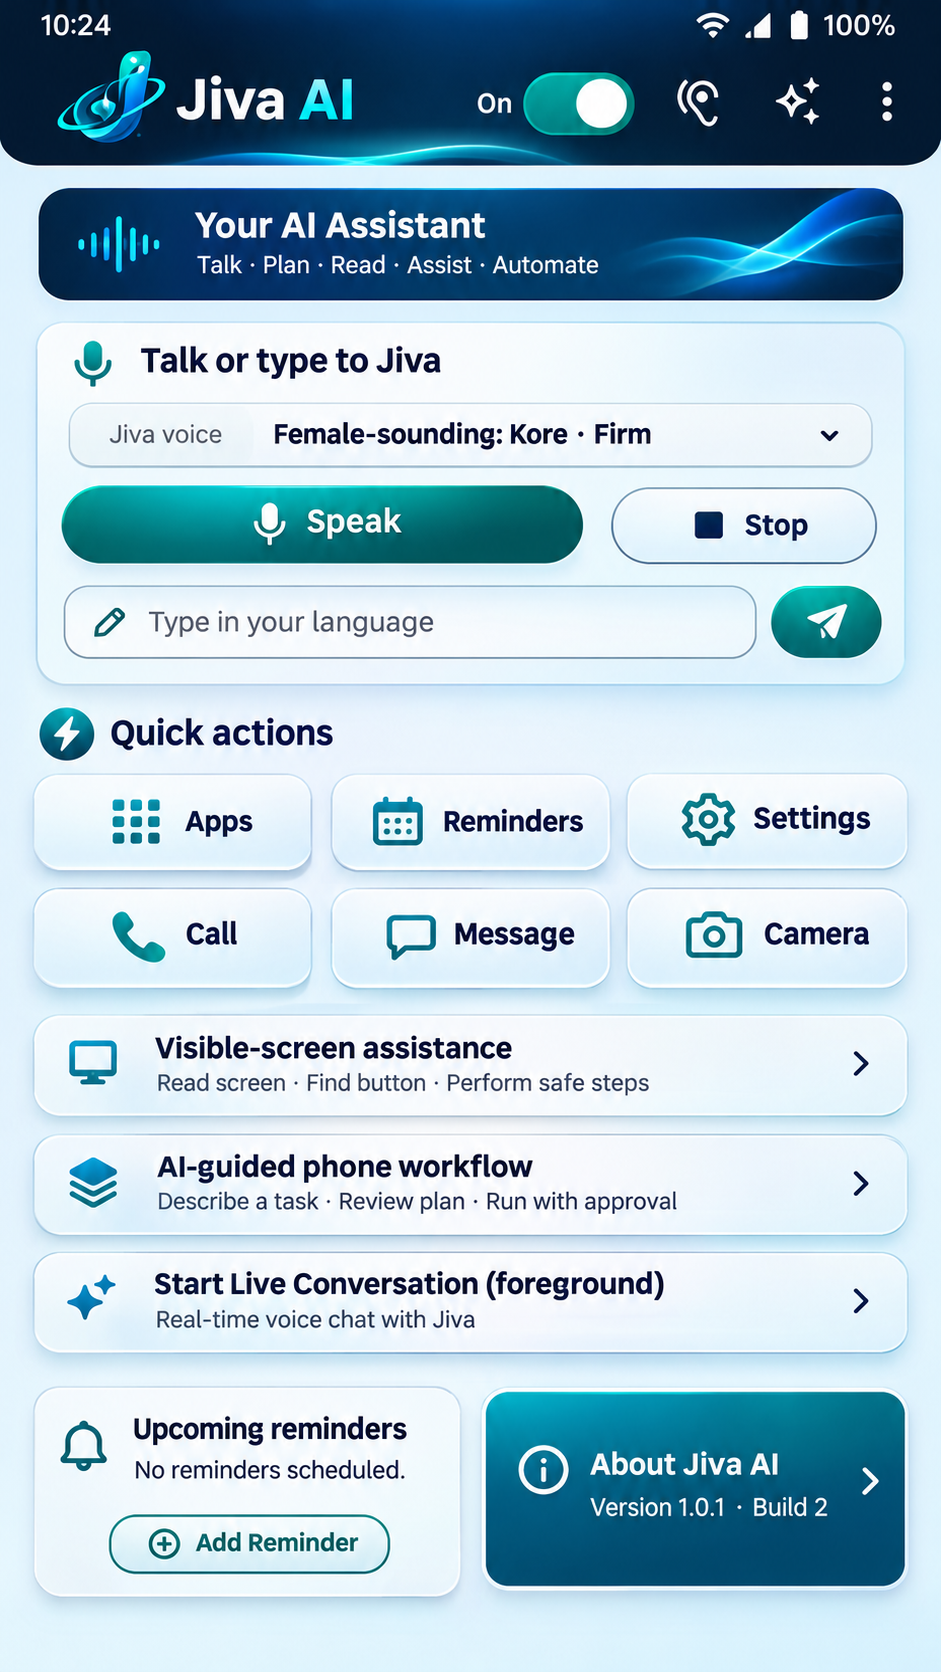 10:24
100%
Jiva AI
On
Your AI Assistant
Talk · Plan · Read · Assist · Automate
Talk or type to Jiva
Jiva voice
Female-sounding: Kore · Firm
Speak
Stop
Type in your language
Quick actions
Apps
Reminders
Settings
Call
Message
Camera
Visible-screen assistance
Read screen · Find button · Perform safe steps
AI-guided phone workflow
Describe a task · Review plan · Run with approval
Start Live Conversation (foreground)
Real-time voice chat with Jiva
Upcoming reminders
No reminders scheduled.
Add Reminder
About Jiva AI
Version 1.0.1 · Build 2